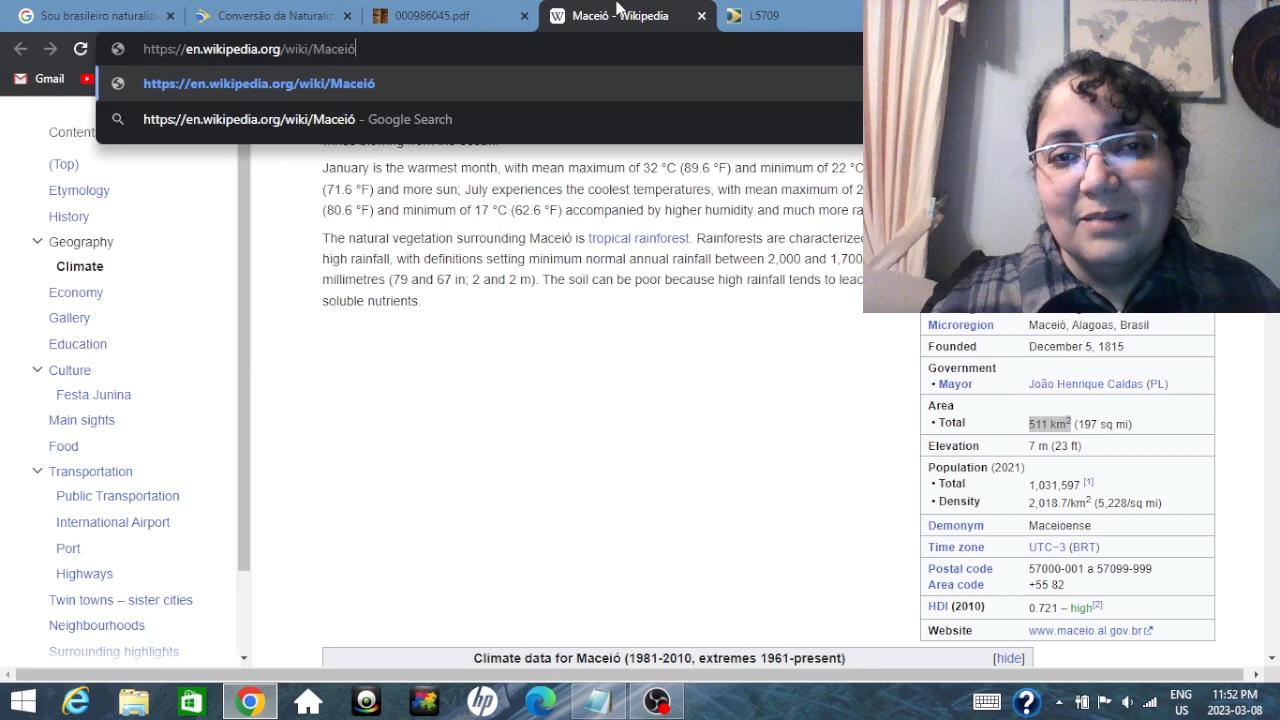 Sou brasileiro naturaliza
Conversão da Naturaliz
000986045.pdf
Maceió - Wikipedia
L5709
https://en.wikipedia.org/wiki/Maceió
Gmail
https://en.wikipedia.org/wiki/Maceió
https://en.wikipedia.org/wiki/Maceió - Google Search
Content
(Top)
Etymology
History
Geography
Climate
Economy
Gallery
Education
Culture
Festa Junina
Main sights
Food
Transportation
Public Transportation
International Airport
Port
Highways
Twin towns – sister cities
Neighbourhoods
Surrounding highlights
January is the warmest month, with mean maximum of 32 °C (89.6 °F) and minimum of 22 °C
(71.6 °F) and more sun; July experiences the coolest temperatures, with mean maximum of 2
(80.6 °F) and minimum of 17 °C (62.6 °F) accompanied by higher humidity and much more ra
The natural vegetation surrounding Maceió is tropical rainforest. Rainforests are characterized
high rainfall, with definitions setting minimum normal annual rainfall between 2,000 and 1,700
millimetres (79 and 67 in; 2 and 2 m). The soil can be poor because high rainfall tends to leac
soluble nutrients.
Microregion Maceió, Alagoas, Brasil
Founded December 5, 1815
Government
• Mayor João Henrique Caldas (PL)
Area
• Total 511 km2 (197 sq mi)
Elevation 7 m (23 ft)
Population (2021)
• Total 1,031,597 [1]
• Density 2,018.7/km2 (5,228/sq mi)
Demonym Maceioense
Time zone UTC−3 (BRT)
Postal code 57000-001 a 57099-999
Area code +55 82
HDI (2010) 0.721 – high[2]
Website www.maceio.al.gov.br
Climate data for Maceió (1981-2010, extremes 1961-present) [hide]
hp
ENG
US
11:52 PM
2023-03-08